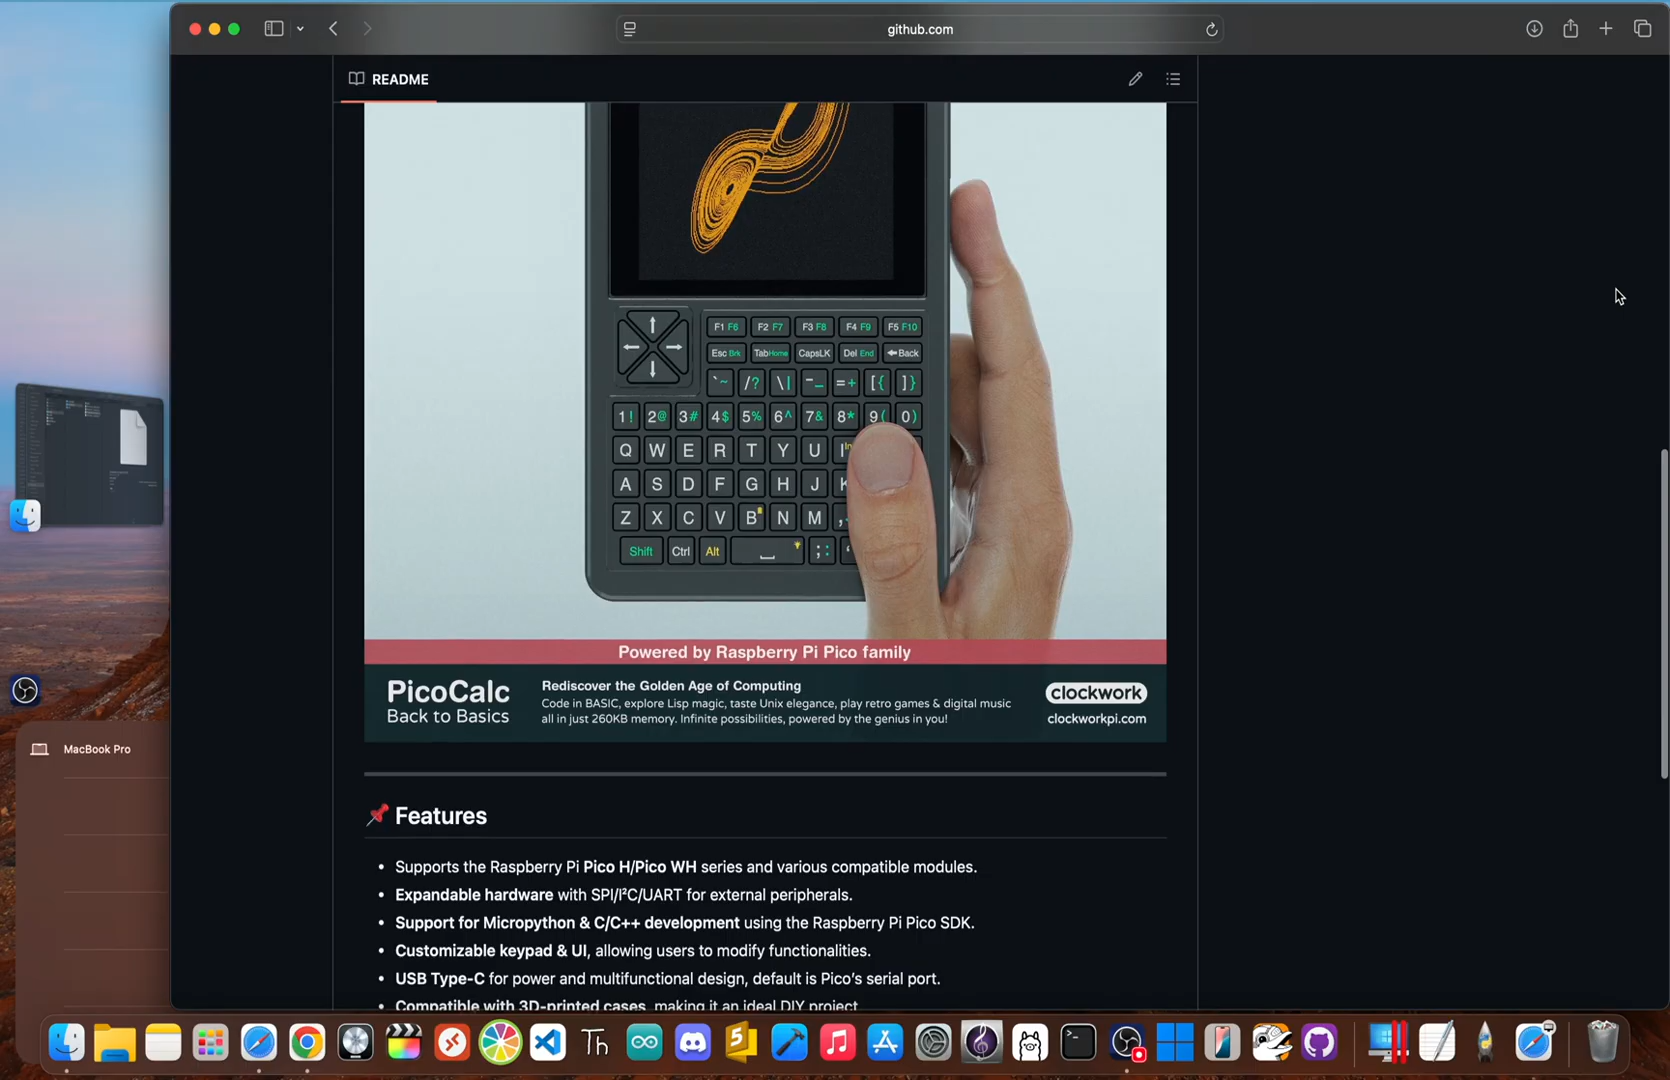 github.com
README
F1 F6 F2 F7 F3 F8 F4 F9 F5 F10
Esc Brk Tab Home CapsLK Del End Back
`~ /? \| -_ =+ [{ ]}
1! 2@ 3# 4$ 5% 6^ 7& 8* 9( 0)
Q W E R T Y U I
A S D F G H J K
Z X C V B N M ,
Shift Ctrl Alt ;:
Powered by Raspberry Pi Pico family
PicoCalc
Back to Basics
Rediscover the Golden Age of Computing
Code in BASIC, explore Lisp magic, taste Unix elegance, play retro games & digital music
all in just 260KB memory. Infinite possibilities, powered by the genius in you!
clockwork
clockworkpi.com
MacBook Pro
📌 Features
• Supports the Raspberry Pi Pico H/Pico WH series and various compatible modules.
• Expandable hardware with SPI/I²C/UART for external peripherals.
• Support for Micropython & C/C++ development using the Raspberry Pi Pico SDK.
• Customizable keypad & UI, allowing users to modify functionalities.
• USB Type-C for power and multifunctional design, default is Pico's serial port.
• Compatible with 3D-printed cases, making it an ideal DIY project
Th
S